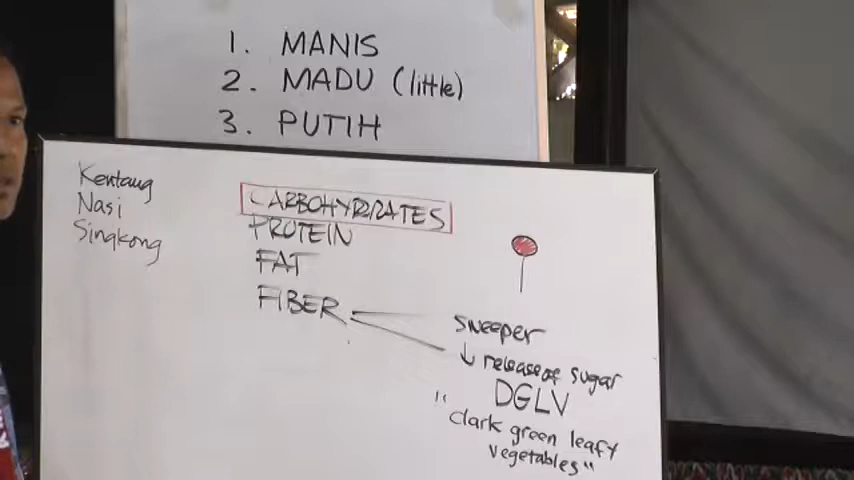 1. MANIS
2. MADU (little)
3. PUTIH
Kentang
Nasi
Singkong
CARBOHYDRATES
PROTEIN
FAT
FIBER
sweeper
↓ release of sugar
DGLV
"dark green leafy
vegetables"